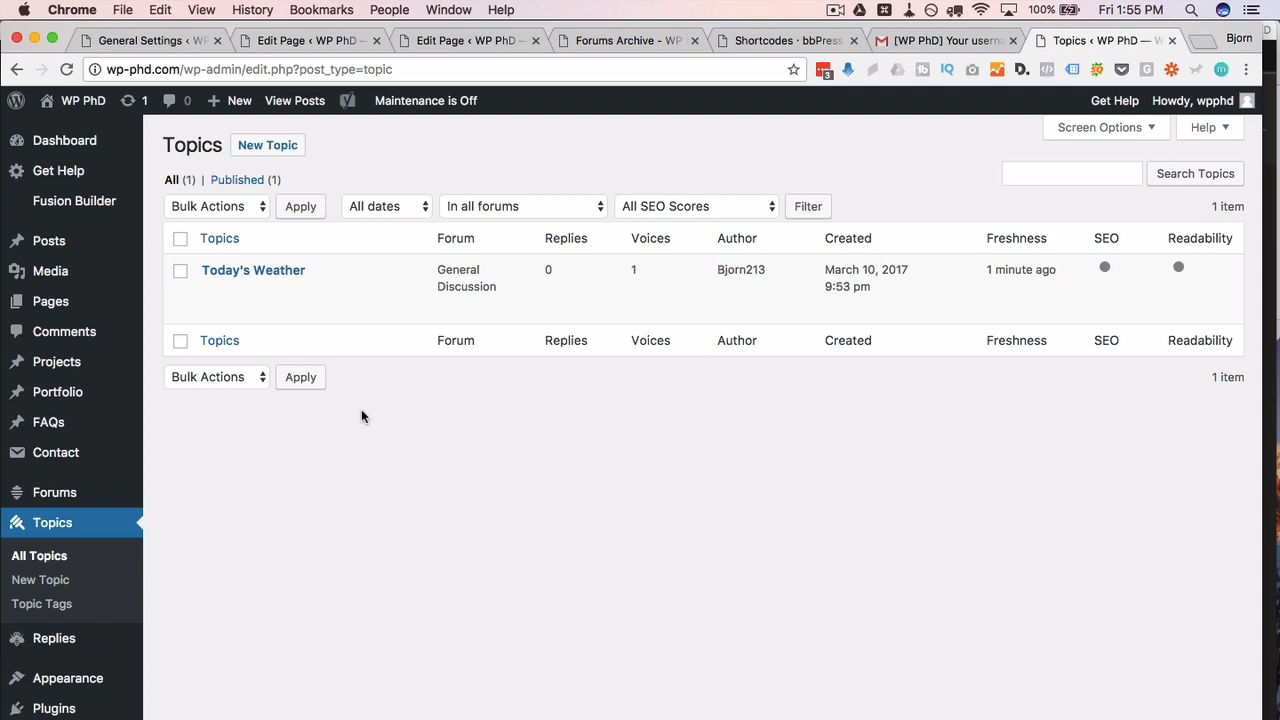 Chrome File Edit View History Bookmarks People Window Help 100% Fri 1:55 PM
General Settings ‹ W Edit Page ‹ WP PhD — Edit Page ‹ WP PhD — Forums Archive - WP Shortcodes · bbPress [WP PhD] Your userna Topics ‹ WP PhD — W Bjorn
wp-phd.com/wp-admin/edit.php?post_type=topic 3
WP PhD 1 0 New View Posts Maintenance is Off Get Help Howdy, wpphd
Dashboard
Get Help
Fusion Builder
Posts
Media
Pages
Comments
Projects
Portfolio
FAQs
Contact
Forums
Topics
All Topics
New Topic
Topic Tags
Replies
Appearance
Plugins
Screen Options Help
Topics New Topic
All (1) | Published (1)
Search Topics
Bulk Actions Apply All dates In all forums All SEO Scores Filter 1 item
Topics Forum Replies Voices Author Created Freshness SEO Readability
Today's Weather General 0 1 Bjorn213 March 10, 2017 1 minute ago
Discussion 9:53 pm
Topics Forum Replies Voices Author Created Freshness SEO Readability
Bulk Actions Apply 1 item